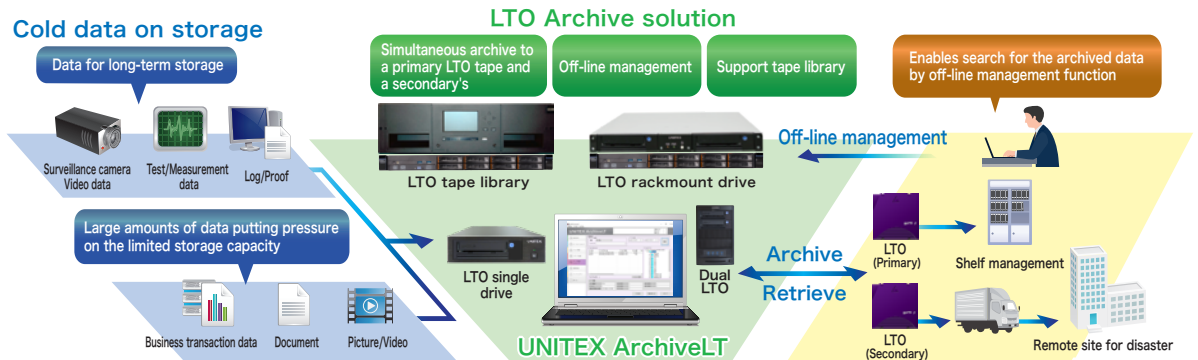 Cold data on storage
Data for long-term storage
Surveillance camera
Video data
Test/Measurement
data
Log/Proof
Large amounts of data putting pressure
on the limited storage capacity
Business transaction data
Document
Picture/Video
LTO Archive solution
Simultaneous archive to
a primary LTO tape and
a secondary's
Off-line management
Support tape library
LTO tape library
LTO rackmount drive
UNITEX
LTO single
drive
Dual
LTO
UNITEX ArchiveLT
Enables search for the archived data
by off-line management function
Off-line management
Archive
Retrieve
LTO
(Primary)
Shelf management
LTO
(Secondary)
Remote site for disaster